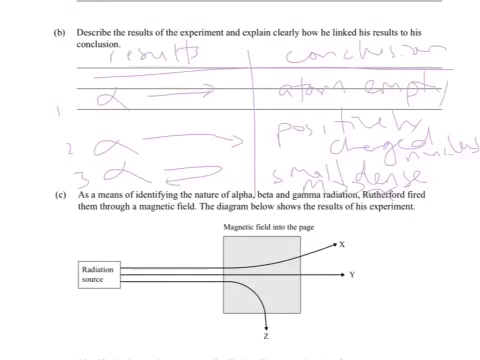 (b) Describe the results of the experiment and explain clearly how he linked his results to his
conclusion.
results conclusion
1 α atom empty
2 α positively
charged
nucleus
3 α small dense
(c) As a means of identifying the nature of alpha, beta and gamma radiation, Rutherford fired
them through a magnetic field. The diagram below shows the results of his experiment.
Magnetic field into the page
X
Radiation
source
Y
Z